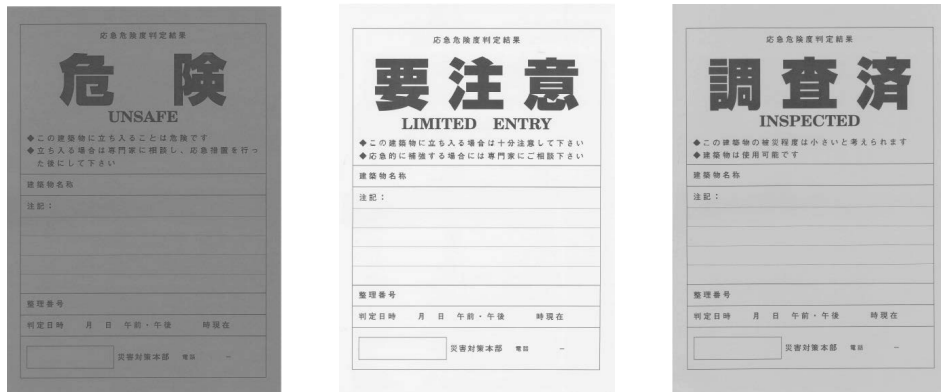 応急危険度判定結果
危険
UNSAFE
◆この建築物に立ち入ることは危険です
◆立ち入る場合は専門家に相談し、応急措置を行っ
た後にして下さい
建築物名称
注記：
整理番号
判定日時 月 日 午前・午後 時現在
災害対策本部 電話 −
応急危険度判定結果
要注意
LIMITED ENTRY
◆この建築物に立ち入る場合は十分注意して下さい
◆応急的に補強する場合には専門家にご相談下さい
建築物名称
注記：
整理番号
判定日時 月 日 午前・午後 時現在
災害対策本部 電話 −
応急危険度判定結果
調査済
INSPECTED
◆この建築物の被災程度は小さいと考えられます
◆建築物は使用可能です
建築物名称
注記：
整理番号
判定日時 月 日 午前・午後 時現在
災害対策本部 電話 −